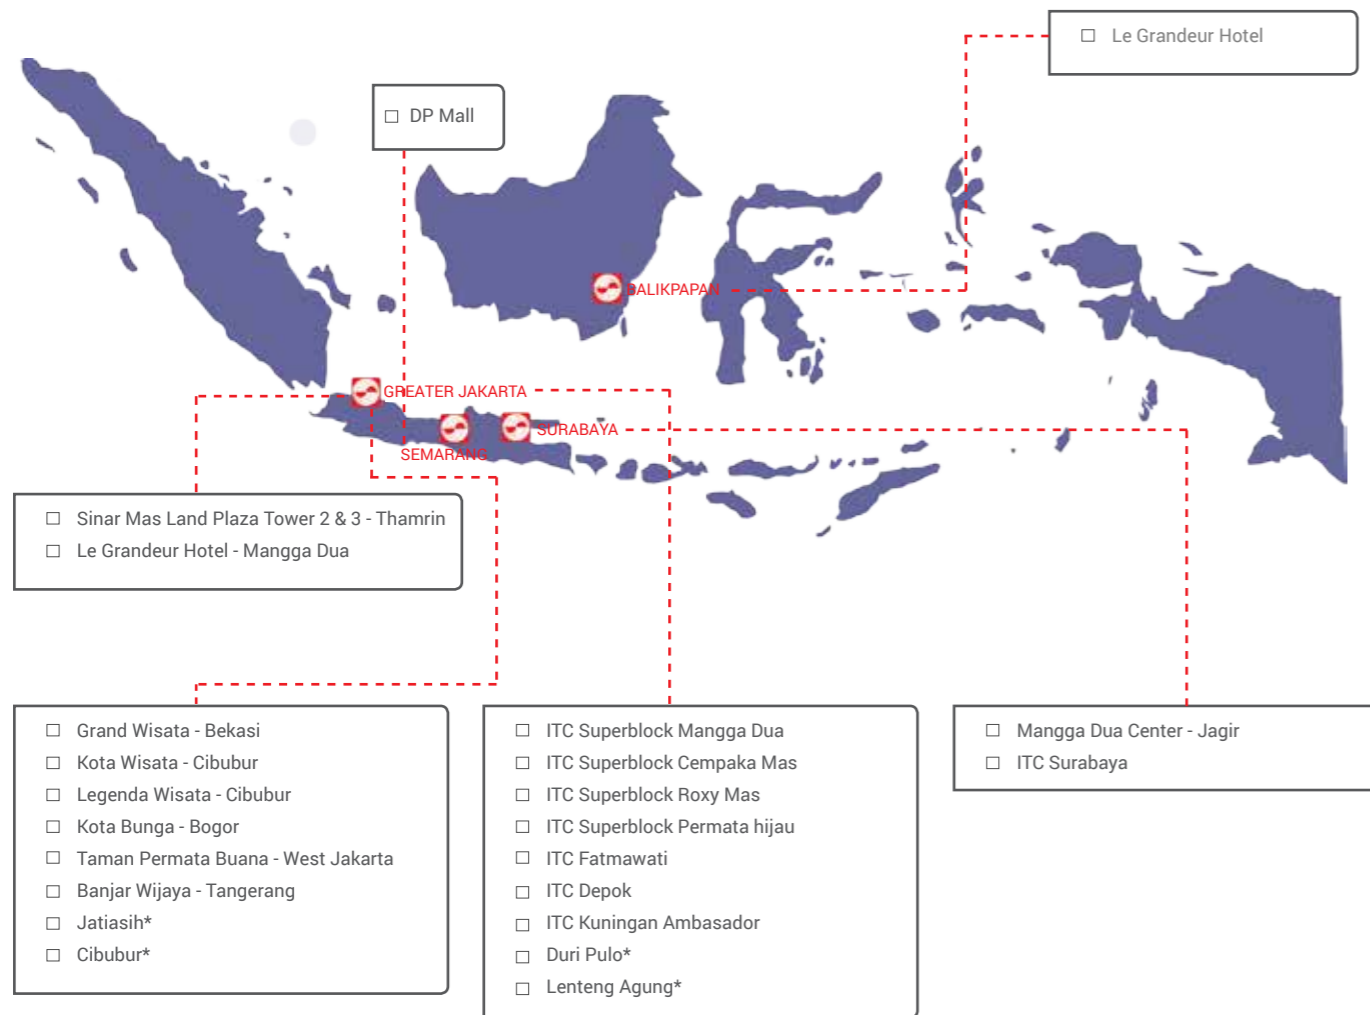 Le Grandeur Hotel
DP Mall
BALIKPAPAN
GREATER JAKARTA
SURABAYA
SEMARANG
Sinar Mas Land Plaza Tower 2 & 3 - Thamrin
Le Grandeur Hotel - Mangga Dua
Grand Wisata - Bekasi
Kota Wisata - Cibubur
Legenda Wisata - Cibubur
Kota Bunga - Bogor
Taman Permata Buana - West Jakarta
Banjar Wijaya - Tangerang
Jatiasih*
Cibubur*
ITC Superblock Mangga Dua
ITC Superblock Cempaka Mas
ITC Superblock Roxy Mas
ITC Superblock Permata hijau
ITC Fatmawati
ITC Depok
ITC Kuningan Ambasador
Duri Pulo*
Lenteng Agung*
Mangga Dua Center - Jagir
ITC Surabaya